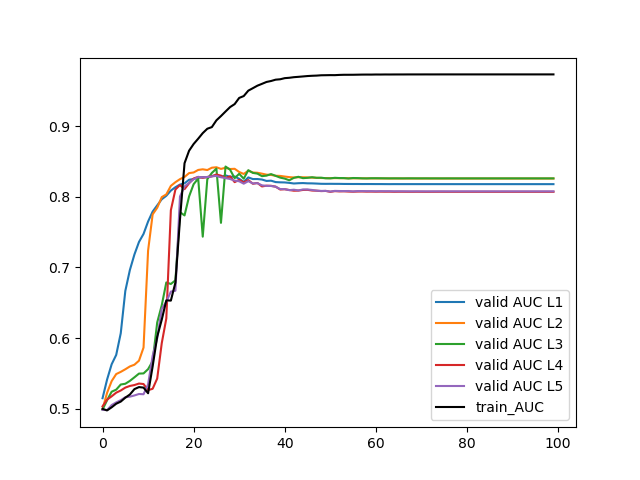 0.9
0.8
0.7
0.6
0.5
0 20 40 60 80 100
valid AUC L1
valid AUC L2
valid AUC L3
valid AUC L4
valid AUC L5
train_AUC